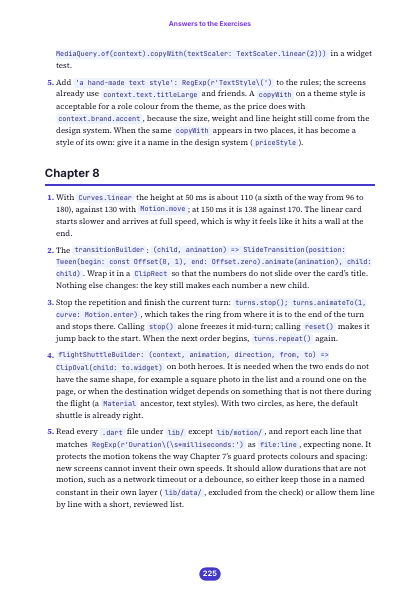 Answers to the Exercises
MediaQuery.of(context).copyWith(textScaler: TextScaler.linear(2))) in a widget
test.
5. Add 'a hand-made text style': RegExp(r'TextStyle\(') to the rules; the screens
already use context.text.titleLarge and friends. A copyWith on a theme style is
acceptable for a role colour from the theme, as the price does with
context.brand.accent, because the size, weight and line height still come from the
design system. When the same copyWith appears in two places, it has become a
style of its own: give it a name in the design system (priceStyle).
Chapter 8
1. With Curves.linear the height at 50 ms is about 110 (a sixth of the way from 96 to
180), against 130 with Motion.move; at 150 ms it is 138 against 170. The linear card
starts slower and arrives at full speed, which is why it feels like it hits a wall at the
end.
2. The transitionBuilder: (child, animation) => SlideTransition(position:
Tween(begin: const Offset(0, 1), end: Offset.zero).animate(animation), child:
child). Wrap it in a ClipRect so that the numbers do not slide over the card's title.
Nothing else changes: the key still makes each number a new child.
3. Stop the repetition and finish the current turn: turns.stop(); turns.animateTo(1,
curve: Motion.enter), which takes the ring from where it is to the end of the turn
and stops there. Calling stop() alone freezes it mid-turn; calling reset() makes it
jump back to the start. When the next order begins, turns.repeat() again.
4. flightShuttleBuilder: (context, animation, direction, from, to) =>
ClipOval(child: to.widget) on both heroes. It is needed when the two ends do not
have the same shape, for example a square photo in the list and a round one on the
page, or when the destination widget depends on something that is not there during
the flight (a Material ancestor, text styles). With two circles, as here, the default
shuttle is already right.
5. Read every .dart file under lib/ except lib/motion/, and report each line that
matches RegExp(r'Duration\(\s*milliseconds:') as file:line, expecting none. It
protects the motion tokens the way Chapter 7's guard protects colours and spacing:
new screens cannot invent their own speeds. It should allow durations that are not
motion, such as a network timeout or a debounce, so either keep those in a named
constant in their own layer (lib/data/, excluded from the check) or allow them line
by line with a short, reviewed list.
225